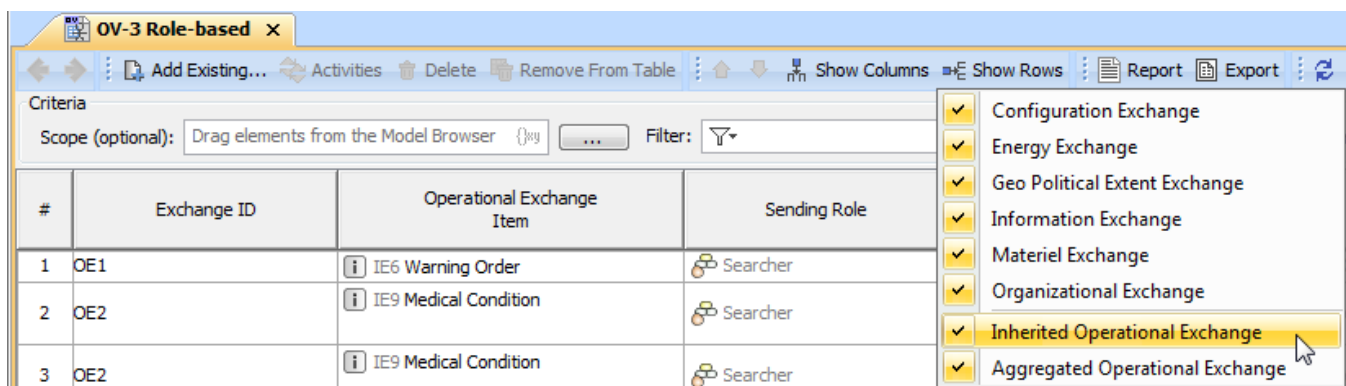 OV-3 Role-based
Add Existing... Activities Delete Remove From Table Show Columns Show Rows Report Export
Criteria
Scope (optional): Drag elements from the Model Browser {}xy ... Filter:
# Exchange ID Operational Exchange Item Sending Role
1 OE1 IE6 Warning Order Searcher
2 OE2 IE9 Medical Condition Searcher
3 OE2 IE9 Medical Condition Searcher
Configuration Exchange
Energy Exchange
Geo Political Extent Exchange
Information Exchange
Materiel Exchange
Organizational Exchange
Inherited Operational Exchange
Aggregated Operational Exchange